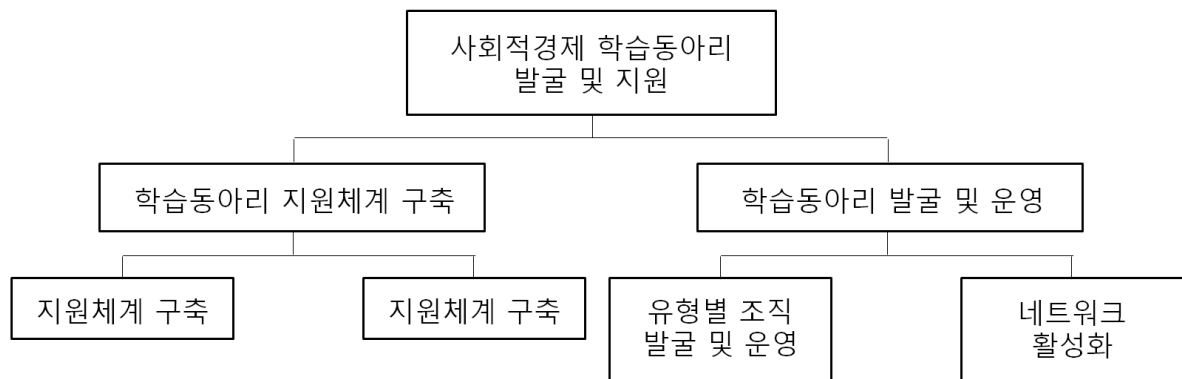 사회적경제 학습동아리
발굴 및 지원
학습동아리 지원체계 구축
학습동아리 발굴 및 운영
지원체계 구축
지원체계 구축
유형별 조직
발굴 및 운영
네트워크
활성화